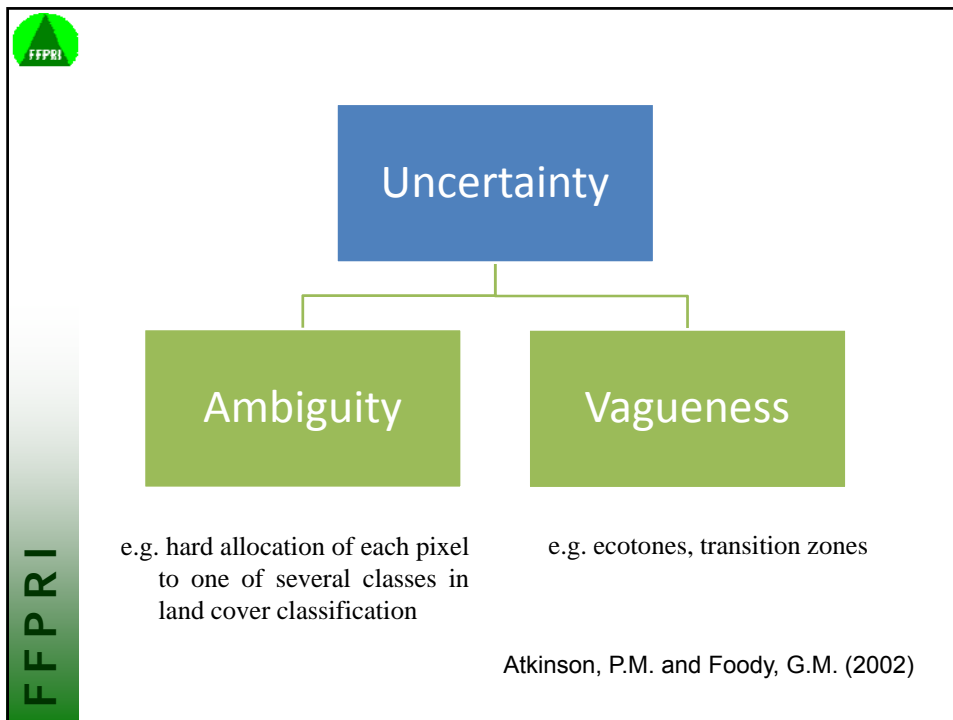 FFPRI
Uncertainty
Ambiguity
Vagueness
e.g. hard allocation of each pixel
to one of several classes in
land cover classification
e.g. ecotones, transition zones
Atkinson, P.M. and Foody, G.M. (2002)
FFPRI